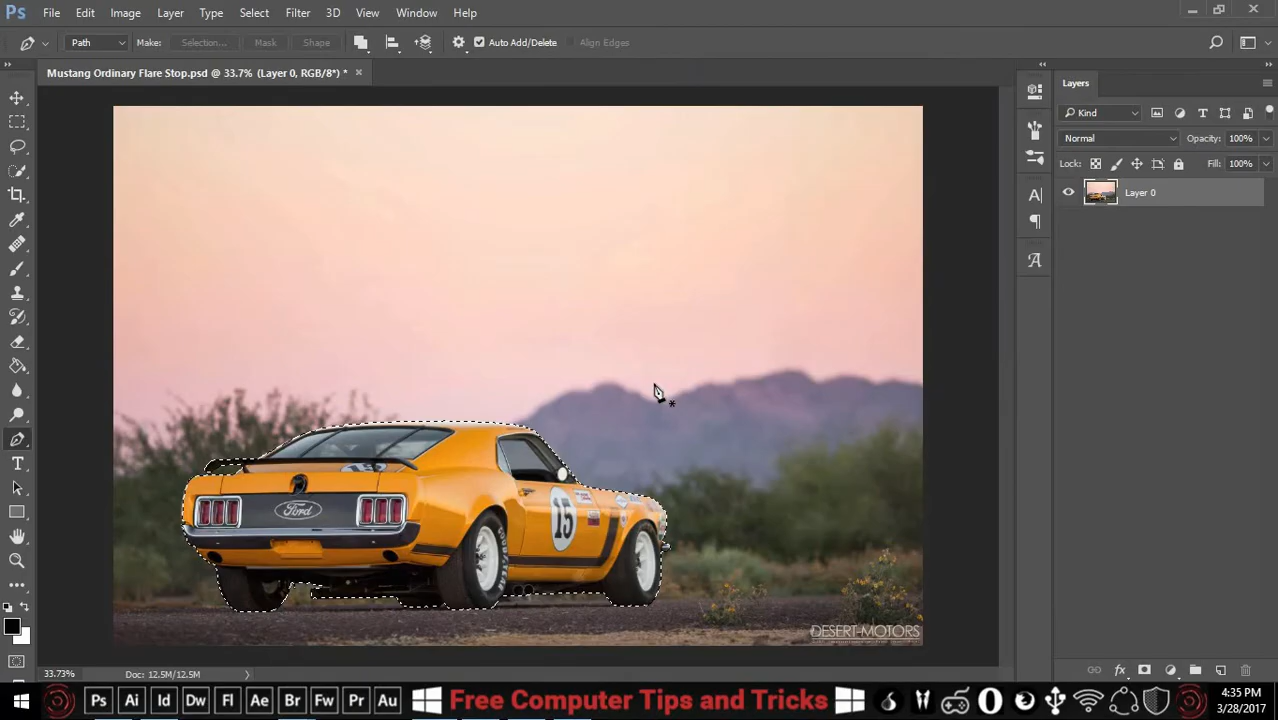 Ps File Edit Image Layer Type Select Filter 3D View Window Help
Path Make: Selection... Mask Shape Auto Add/Delete Align Edges
Mustang Ordinary Flare Stop.psd @ 33.7% (Layer 0, RGB/8*) * ×
Layers
Kind
Normal Opacity: 100%
Lock: Fill: 100%
Layer 0
Ford
15
GOODYEAR
DESERT-MOTORS
33.73% Doc: 12.5M/12.5M
Ps Ai Id Dw Fl Ae Br Fw Pr Au Free Computer Tips and Tricks
4:35 PM
3/28/2017